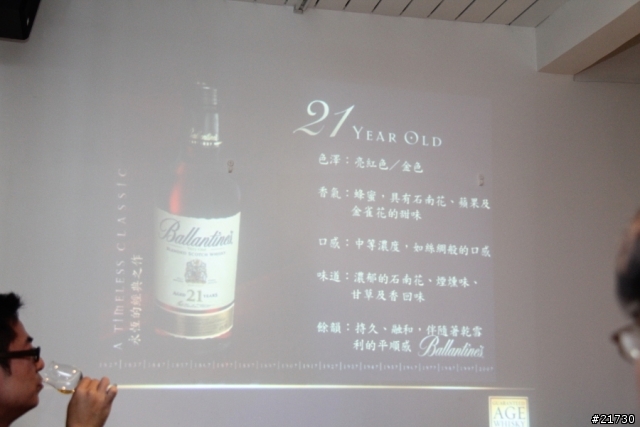 21 YEAR OLD
色澤：亮紅色／金色
香氣：蜂蜜，具有石南花、蘋果及
金雀花的甜味
口感：中等濃度，如絲綢般的口感
味道：濃郁的石南花、煙燻味、
甘草及香回味
餘韻：持久、融和，伴隨著乾雪
利的平順感
Ballantine's
A TIMELESS CLASSIC
永恆的經典之作
Ballantine's
21
AGE
WHISKY
#21730